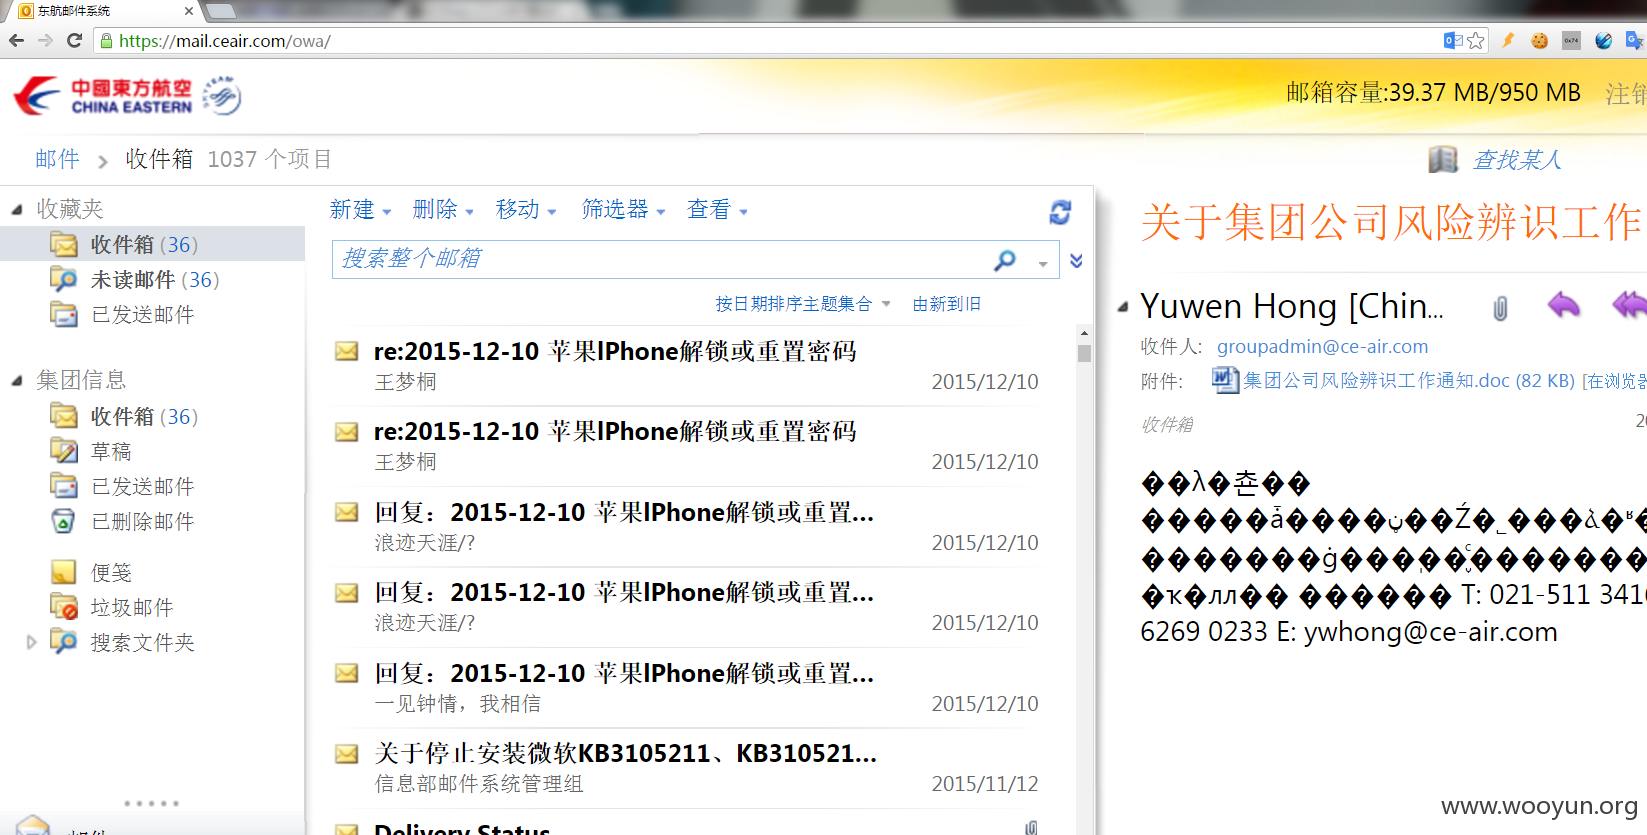 东航邮件系统
https://mail.ceair.com/owa/
中國東方航空
CHINA EASTERN
邮箱容量:39.37 MB/950 MB 注销
邮件 收件箱 1037 个项目
查找某人
收藏夹
收件箱 (36)
未读邮件 (36)
已发送邮件
集团信息
收件箱 (36)
草稿
已发送邮件
已删除邮件
便笺
垃圾邮件
搜索文件夹
邮件
新建 删除 移动 筛选器 查看
搜索整个邮箱
按日期排序主题集合 由新到旧
re:2015-12-10 苹果IPhone解锁或重置密码
王梦桐 2015/12/10
re:2015-12-10 苹果IPhone解锁或重置密码
王梦桐 2015/12/10
回复：2015-12-10 苹果IPhone解锁或重置...
浪迹天涯/? 2015/12/10
回复：2015-12-10 苹果IPhone解锁或重置...
浪迹天涯/? 2015/12/10
回复：2015-12-10 苹果IPhone解锁或重置...
一见钟情，我相信 2015/12/10
关于停止安装微软KB3105211、KB310521...
信息部邮件系统管理组 2015/11/12
Delivery Status
关于集团公司风险辨识工作
Yuwen Hong [Chin...
收件人: groupadmin@ce-air.com
附件: 集团公司风险辨识工作通知.doc (82 KB) [在浏览器
收件箱
T: 021-511 3410
6269 0233 E: ywhong@ce-air.com
www.wooyun.org